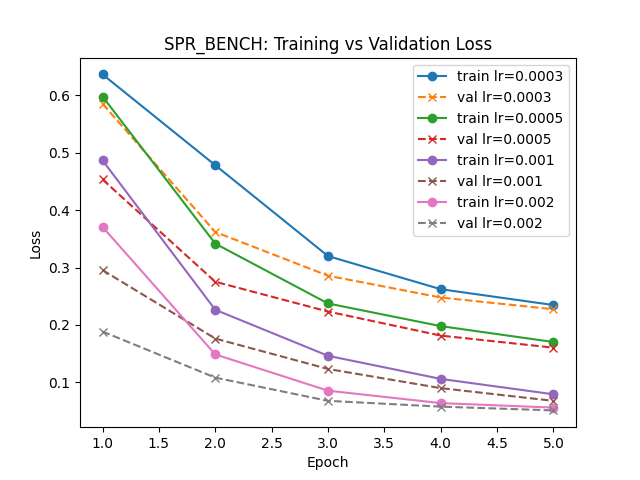 SPR_BENCH: Training vs Validation Loss
train lr=0.0003
val lr=0.0003
train lr=0.0005
val lr=0.0005
train lr=0.001
val lr=0.001
train lr=0.002
val lr=0.002
Loss
0.6
0.5
0.4
0.3
0.2
0.1
1.0 1.5 2.0 2.5 3.0 3.5 4.0 4.5 5.0
Epoch